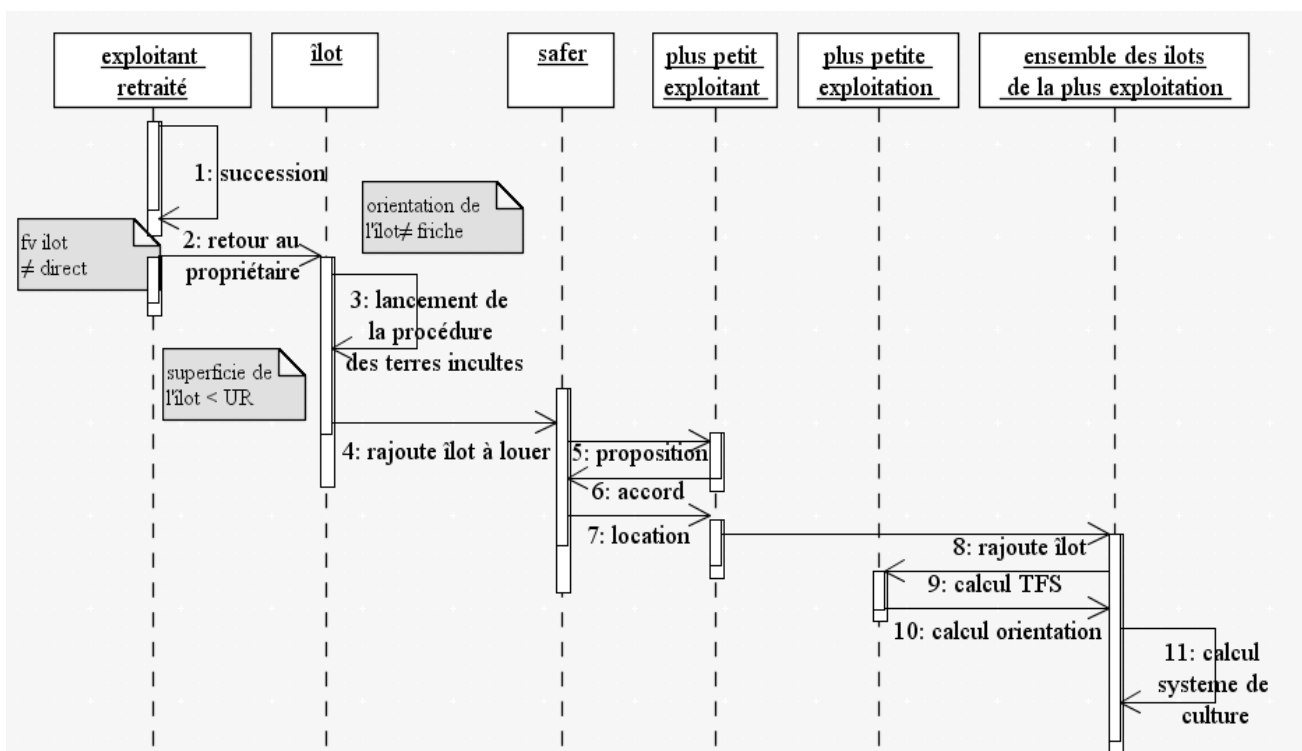 exploitant
retraité
îlot
safer
plus petit
exploitant
plus petite
exploitation
ensemble des ilots
de la plus exploitation
1: succession
orientation de
l'îlot≠ friche
fv ilot
≠ direct
2: retour au
propriétaire
3: lancement de
la procédure
des terres incultes
superficie de
l'îlot < UR
4: rajoute îlot à louer
5: proposition
6: accord
7: location
8: rajoute îlot
9: calcul TFS
10: calcul orientation
11: calcul
systeme de
culture